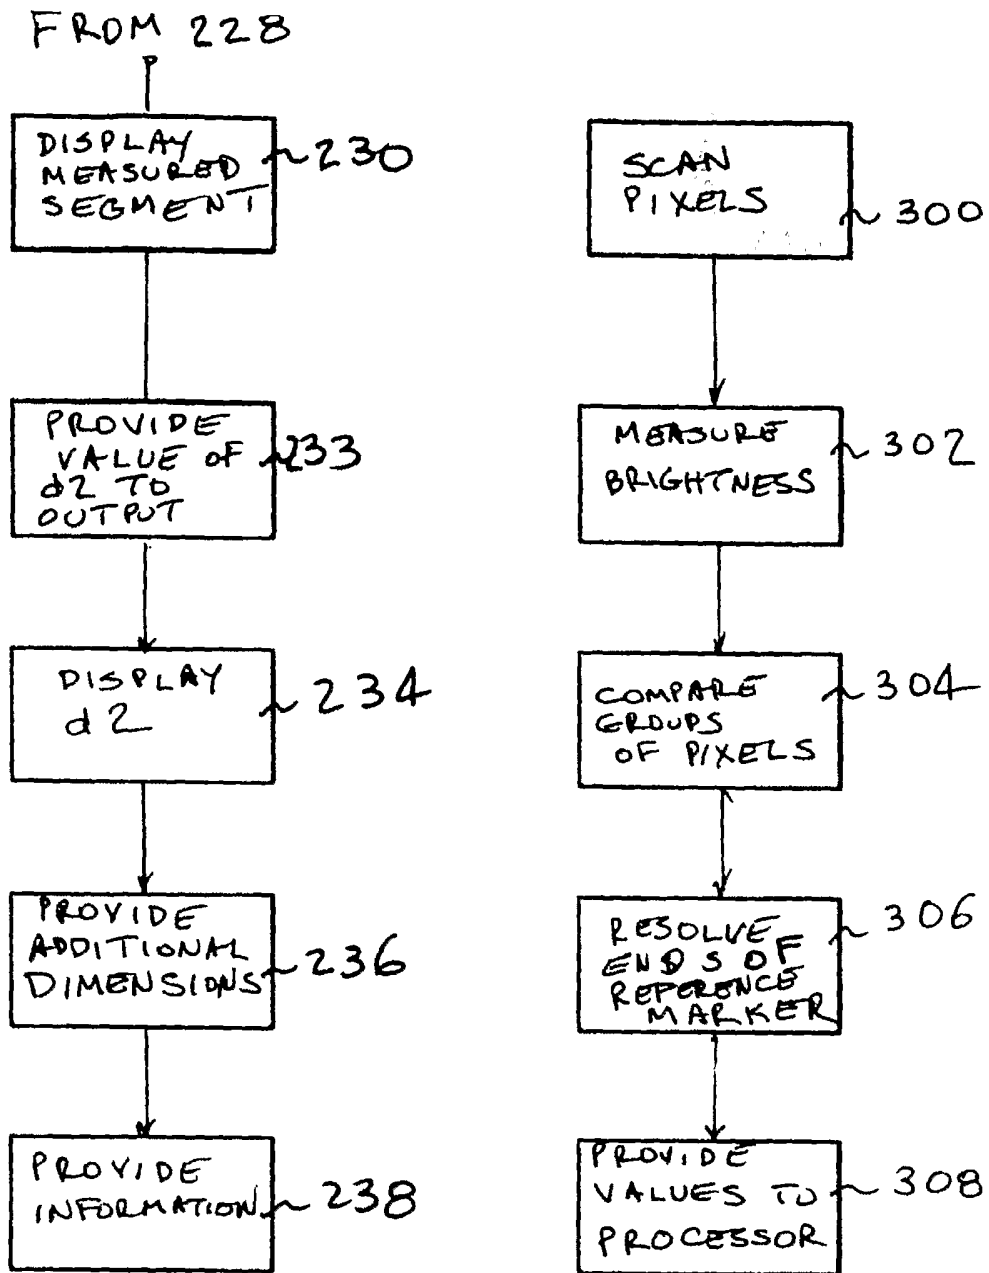 FROM 228
DISPLAY
MEASURED
SEGMENT
230
PROVIDE
VALUE OF
d2 TO
OUTPUT
233
DISPLAY
d2
234
PROVIDE
ADDITIONAL
DIMENSIONS
236
PROVIDE
INFORMATION
238
SCAN
PIXELS
300
MEASURE
BRIGHTNESS
302
COMPARE
GROUPS
OF PIXELS
304
RESOLVE
ENDS OF
REFERENCE
MARKER
306
PROVIDE
VALUES TO
PROCESSOR
308